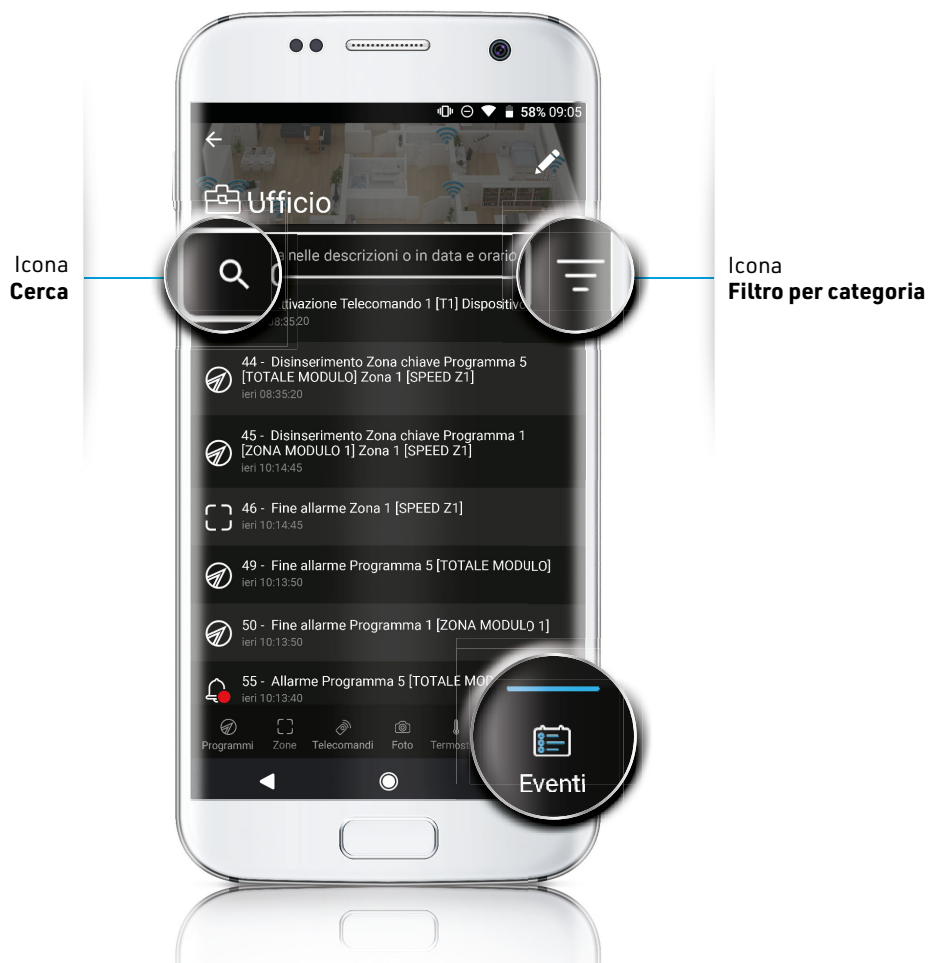 58% 09:05
Ufficio
nelle descrizioni o in data e orario
Icona
Cerca
Icona
Filtro per categoria
ttivazione Telecomando 1 [T1] Dispositivo
08:35:20
44 - Disinserimento Zona chiave Programma 5
[TOTALE MODULO] Zona 1 [SPEED Z1]
ieri 08:35:20
45 - Disinserimento Zona chiave Programma 1
[ZONA MODULO 1] Zona 1 [SPEED Z1]
ieri 10:14:45
46 - Fine allarme Zona 1 [SPEED Z1]
ieri 10:14:45
49 - Fine allarme Programma 5 [TOTALE MODULO]
ieri 10:13:50
50 - Fine allarme Programma 1 [ZONA MODULO 1]
ieri 10:13:50
55 - Allarme Programma 5 [TOTALE MOD
ieri 10:13:40
Programmi Zone Telecomandi Foto Termost
Eventi